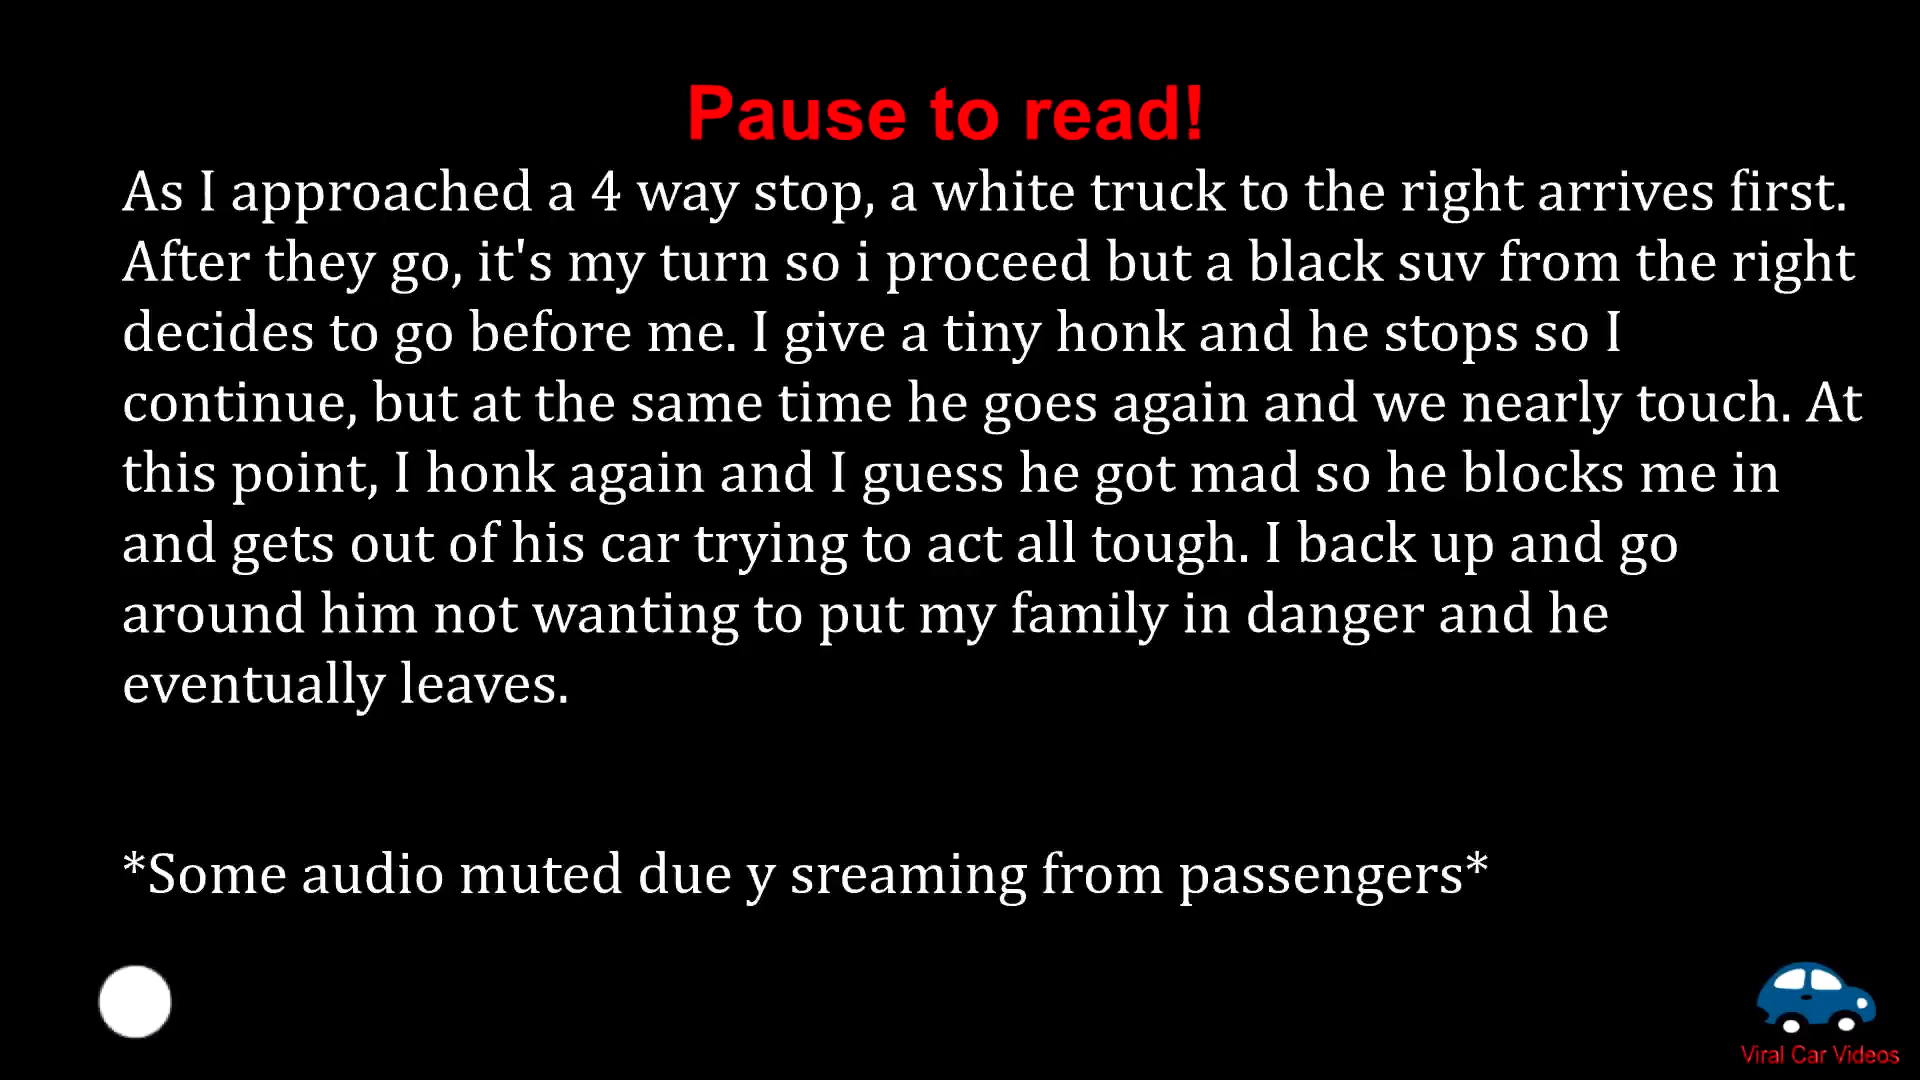 Pause to read!
As I approached a 4 way stop, a white truck to the right arrives first.
After they go, it's my turn so i proceed but a black suv from the right
decides to go before me. I give a tiny honk and he stops so I
continue, but at the same time he goes again and we nearly touch. At
this point, I honk again and I guess he got mad so he blocks me in
and gets out of his car trying to act all tough. I back up and go
around him not wanting to put my family in danger and he
eventually leaves.
*Some audio muted due y sreaming from passengers*
Viral Car Videos